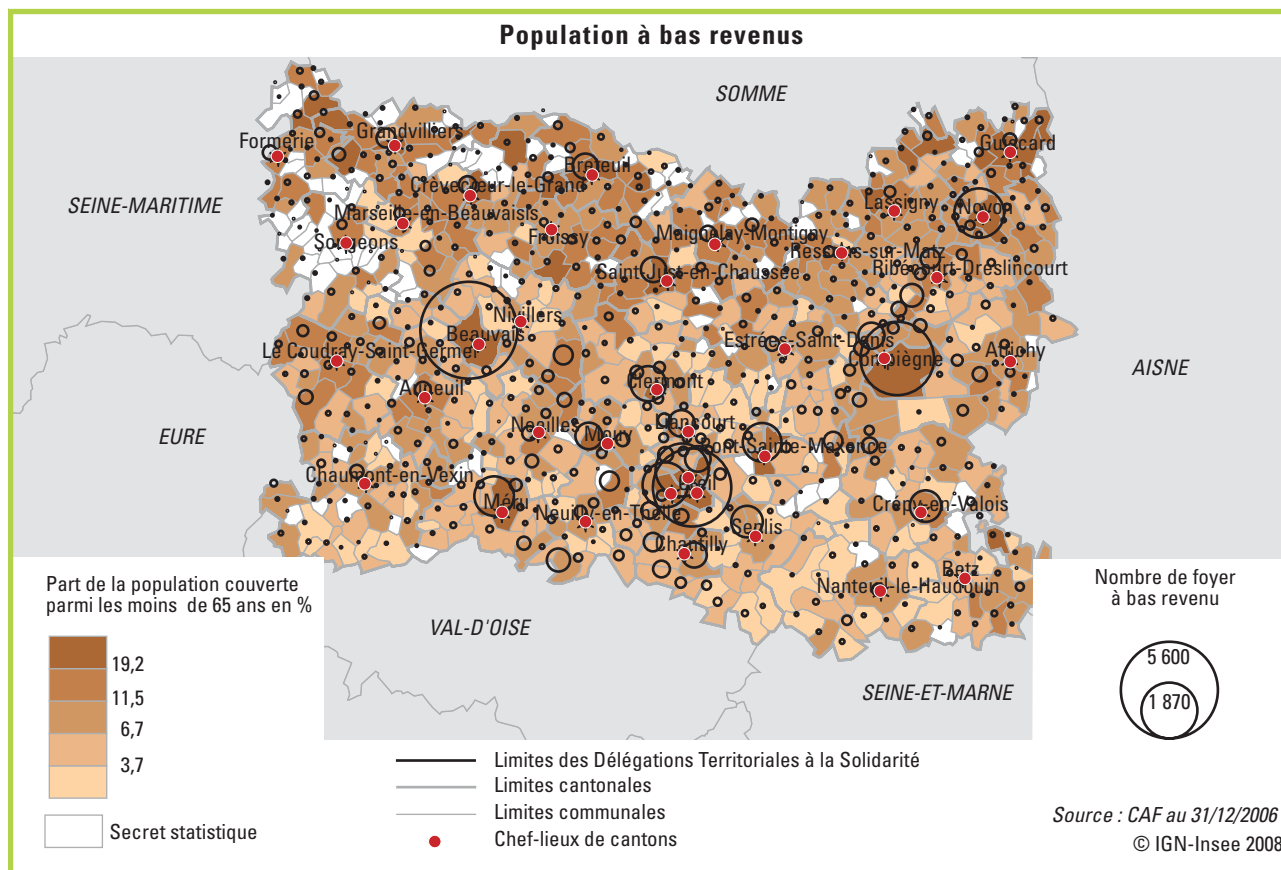 Population à bas revenus
SOMME
Formerie
Grandvilliers
Guiscard
Breteuil
Crèvecœur-le-Grand
SEINE-MARITIME
Lassigny
Noyon
Marseille-en-Beauvaisis
Songeons
Froissy
Maignelay-Montigny
Ressons-sur-Matz
Ribécourt-Dreslincourt
Saint-Just-en-Chaussée
Nivillers
Beauvais
Estrées-Saint-Denis
Le Coudray-Saint-Germer
Compiègne
Attichy
AISNE
Clermont
Auneuil
Liancourt
EURE
Noailles
Mouy
Pont-Sainte-Maxence
Chaumont-en-Vexin
Creil
Méru
Neuilly-en-Thelle
Crépy-en-Valois
Senlis
Chantilly
Betz
Nanteuil-le-Haudouin
VAL-D'OISE
SEINE-ET-MARNE
Part de la population couverte
parmi les moins de 65 ans en %
19,2
11,5
6,7
3,7
Secret statistique
Limites des Délégations Territoriales à la Solidarité
Limites cantonales
Limites communales
Chef-lieux de cantons
Nombre de foyer
à bas revenu
5 600
1 870
Source : CAF au 31/12/2006
© IGN-Insee 2008